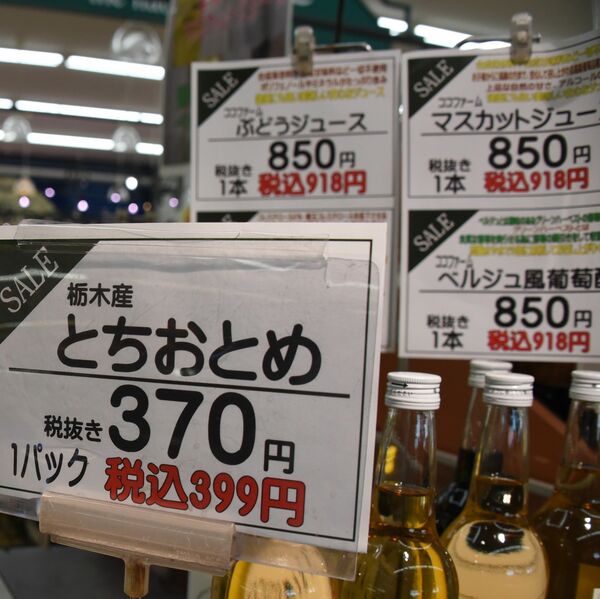 SALE
栃木産
とちおとめ
税抜き 370円
1パック 税込399円
SALE
ココファーム
ぶどうジュース
税抜き 850円
1本 税込918円
SALE
ココファーム
マスカットジュース
税抜き 850円
1本 税込918円
SALE
ココファーム
ベルジュ風葡萄酢
税抜き 850円
1本 税込918円